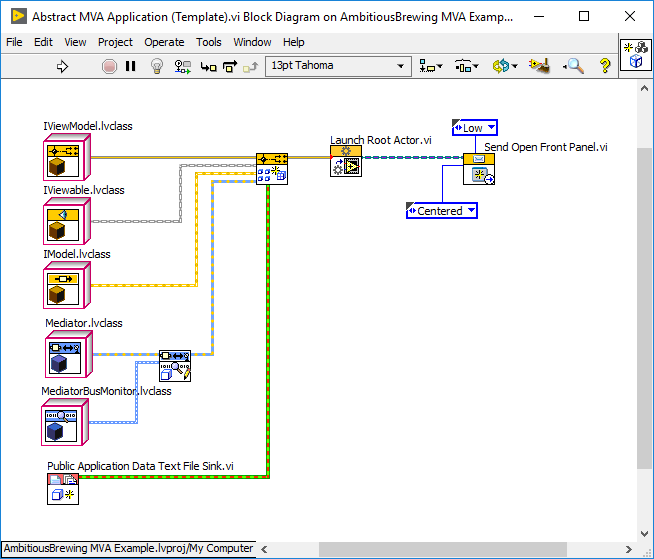 Abstract MVA Application (Template).vi Block Diagram on AmbitiousBrewing MVA Exampl...
File Edit View Project Operate Tools Window Help
13pt Tahoma
IViewModel.lvclass
IViewable.lvclass
IModel.lvclass
Mediator.lvclass
MediatorBusMonitor.lvclass
Public Application Data Text File Sink.vi
Launch Root Actor.vi
Low
Send Open Front Panel.vi
Centered
AmbitiousBrewing MVA Example.lvproj/My Computer